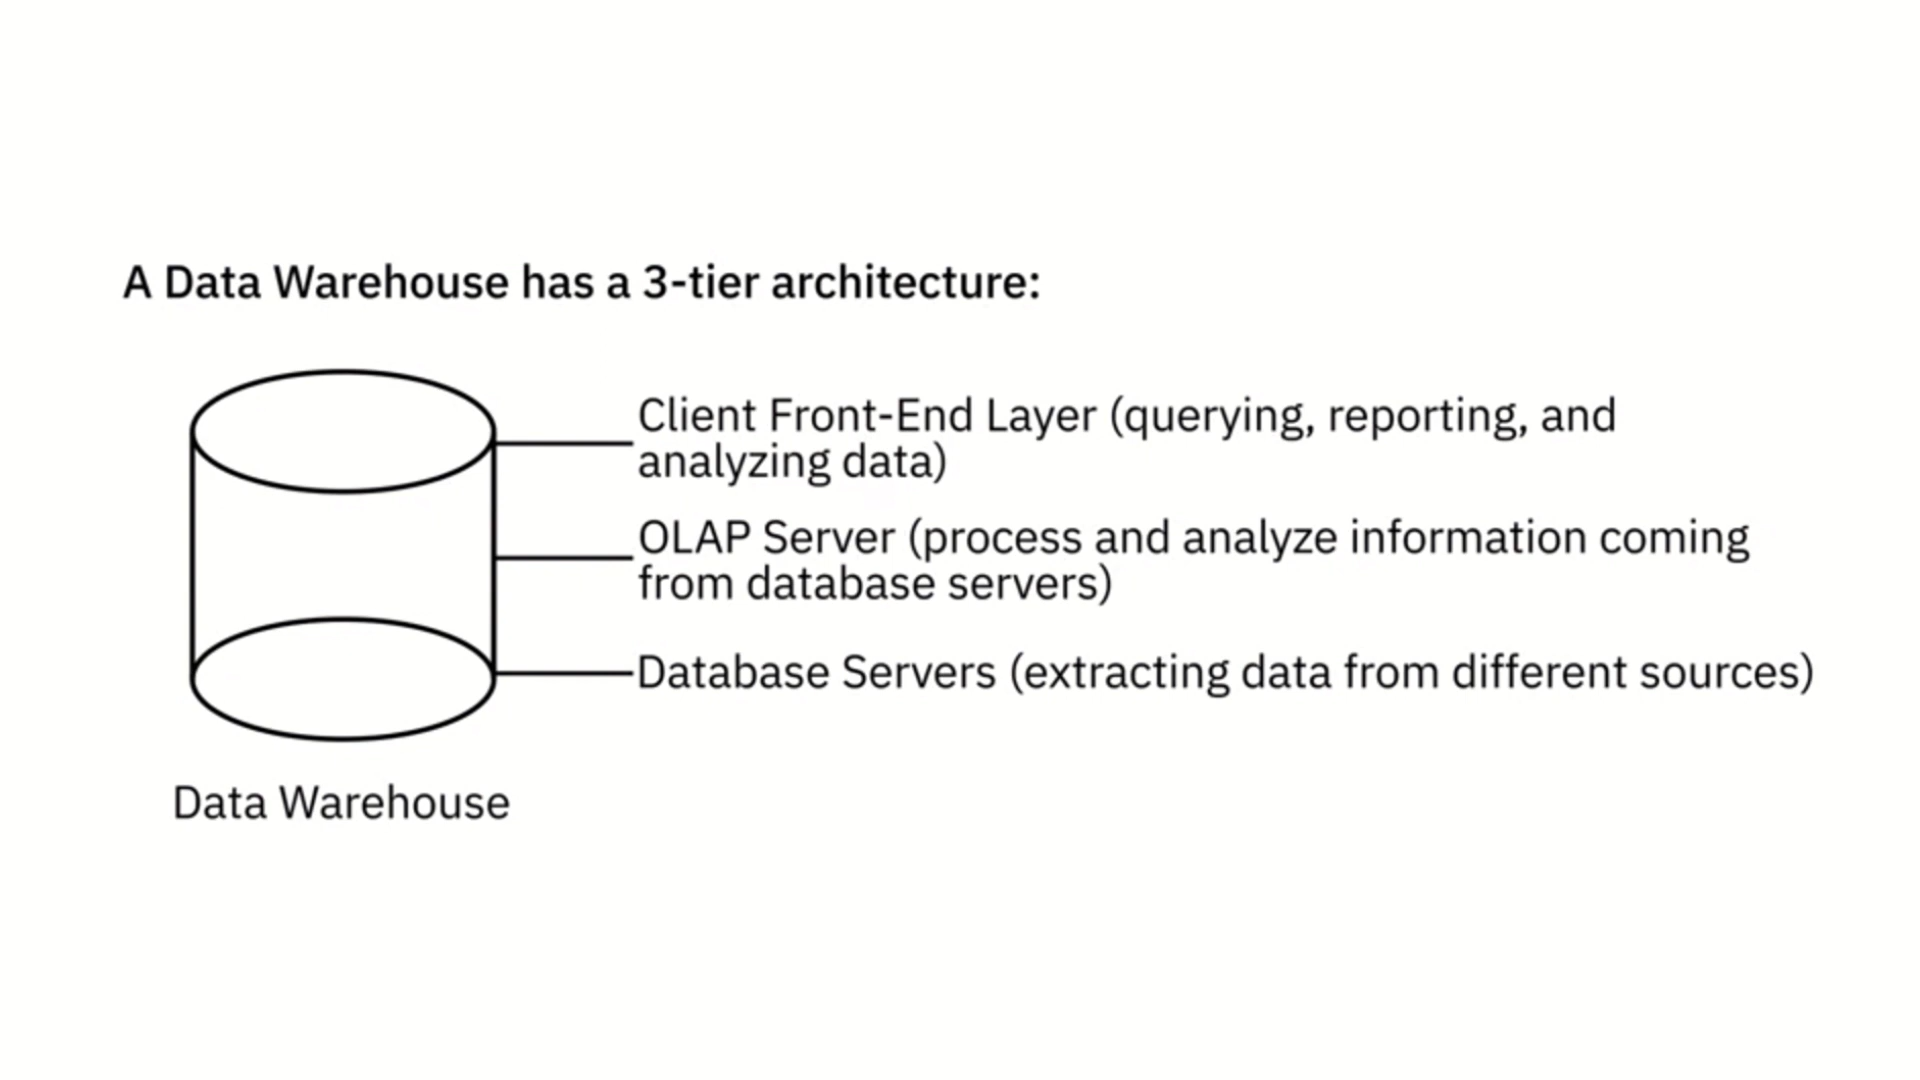 A Data Warehouse has a 3-tier architecture:
Client Front-End Layer (querying, reporting, and
analyzing data)
OLAP Server (process and analyze information coming
from database servers)
Database Servers (extracting data from different sources)
Data Warehouse